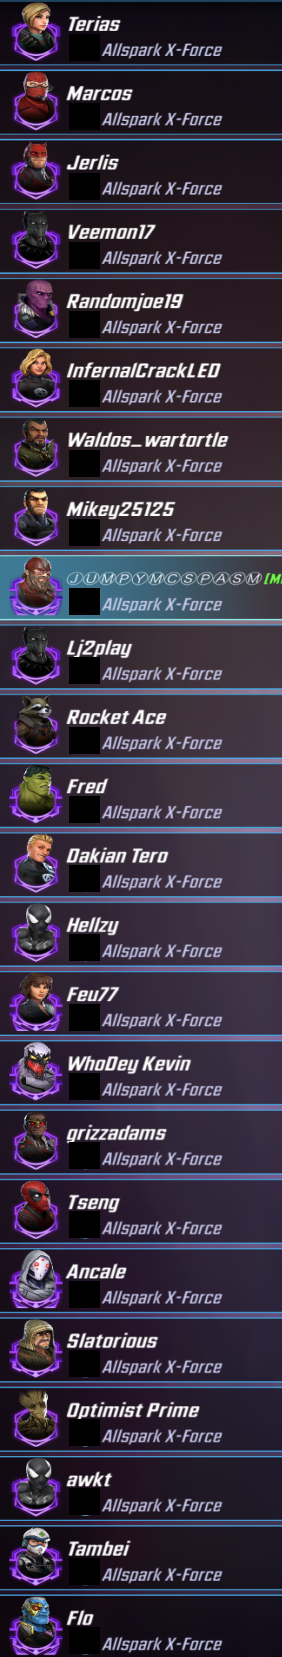 Terias
Allspark X-Force
Marcos
Allspark X-Force
Jerlis
Allspark X-Force
Veemon17
Allspark X-Force
Randomjoe19
Allspark X-Force
InfernalCrackLED
Allspark X-Force
Waldos_wartortle
Allspark X-Force
Mikey25125
Allspark X-Force
ⒿⓊⓂⓅⓎⓂⒸⓈⓅⒶⓈⓂ
Allspark X-Force
Lj2play
Allspark X-Force
Rocket Ace
Allspark X-Force
Fred
Allspark X-Force
Dakian Tero
Allspark X-Force
Hellzy
Allspark X-Force
Feu77
Allspark X-Force
WhoDey Kevin
Allspark X-Force
grizzadams
Allspark X-Force
Tseng
Allspark X-Force
Ancale
Allspark X-Force
Slatorious
Allspark X-Force
Optimist Prime
Allspark X-Force
awkt
Allspark X-Force
Tambei
Allspark X-Force
Flo
Allspark X-Force